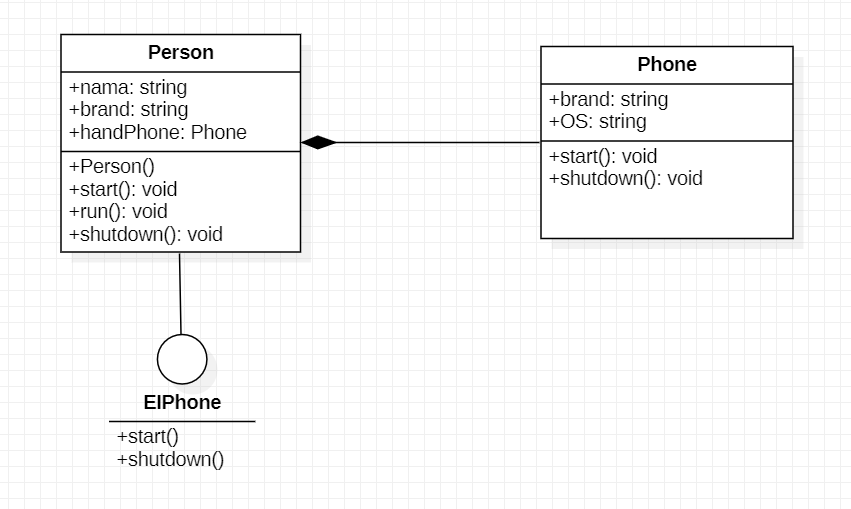 Person
+nama: string
+brand: string
+handPhone: Phone
+Person()
+start(): void
+run(): void
+shutdown(): void
Phone
+brand: string
+OS: string
+start(): void
+shutdown(): void
EIPhone
+start()
+shutdown()